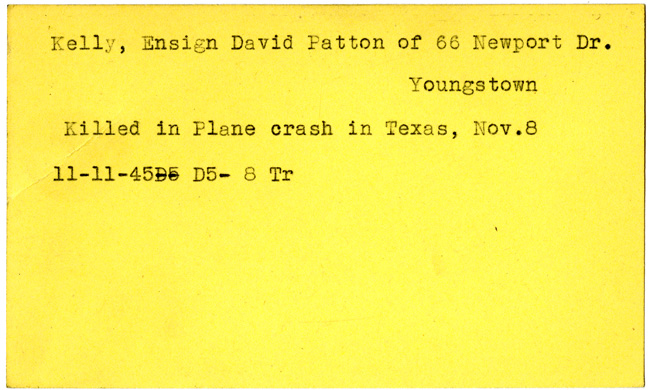 Kelly, Ensign David Patton of 66 Newport Dr.
Youngstown
Killed in Plane crash in Texas, Nov.8
11-11-45 D5- 8 Tr